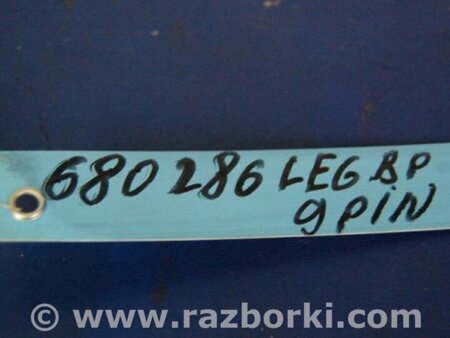 680286 LEG BP
9 PIN
© www.razborki.com